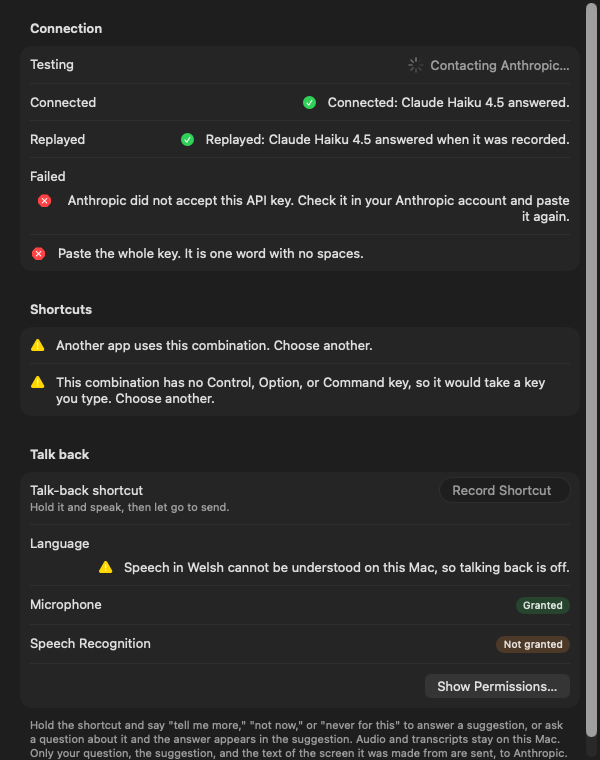 Connection
Testing
Contacting Anthropic...
Connected
Connected: Claude Haiku 4.5 answered.
Replayed
Replayed: Claude Haiku 4.5 answered when it was recorded.
Failed
Anthropic did not accept this API key. Check it in your Anthropic account and paste
it again.
Paste the whole key. It is one word with no spaces.
Shortcuts
Another app uses this combination. Choose another.
This combination has no Control, Option, or Command key, so it would take a key
you type. Choose another.
Talk back
Talk-back shortcut
Record Shortcut
Hold it and speak, then let go to send.
Language
Speech in Welsh cannot be understood on this Mac, so talking back is off.
Microphone
Granted
Speech Recognition
Not granted
Show Permissions...
Hold the shortcut and say "tell me more," "not now," or "never for this" to answer a suggestion, or ask
a question about it and the answer appears in the suggestion. Audio and transcripts stay on this Mac.
Only your question, the suggestion, and the text of the screen it was made from are sent, to Anthropic.